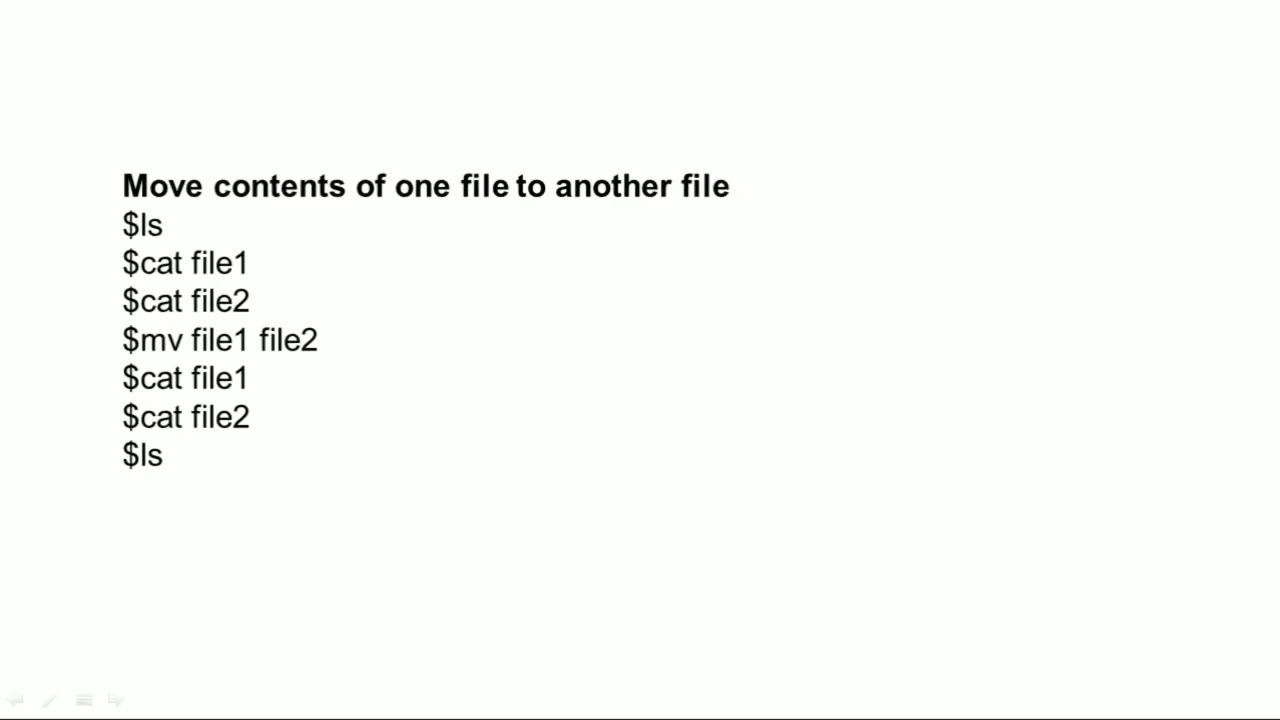 Move contents of one file to another file
$ls
$cat file1
$cat file2
$mv file1 file2
$cat file1
$cat file2
$ls